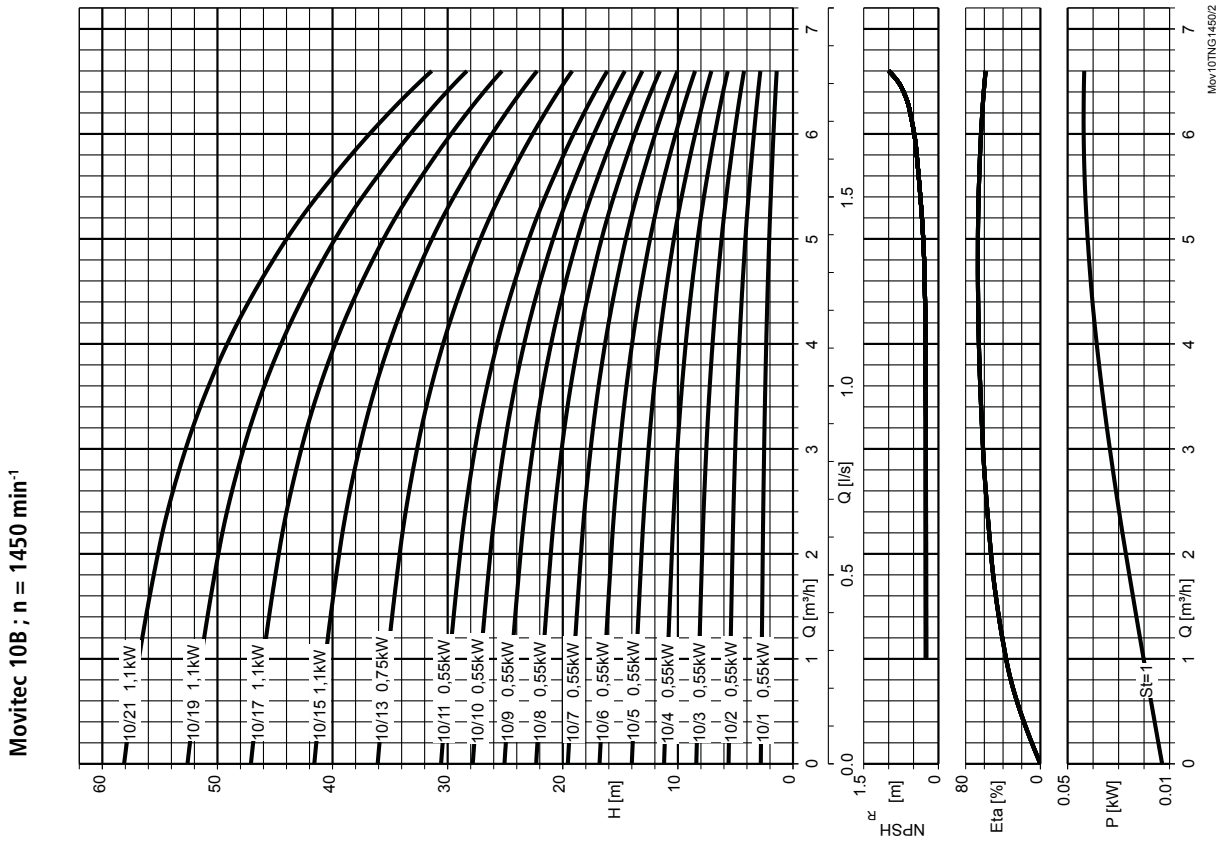 Movitec 10B ; n = 1450 min-1
60
50
40
30
20
10
0
H [m]
10/21 1,1kW
10/19 1,1kW
10/17 1,1kW
10/15 1,1kW
10/13 0,75kW
10/11 0,55kW
10/10 0,55kW
10/9 0,55kW
10/8 0,55kW
10/7 0,55kW
10/6 0,55kW
10/5 0,55kW
10/4 0,55kW
10/3 0,55kW
10/2 0,55kW
10/1 0,55kW
0 1 2 3 4 5 6 7
Q [m³/h]
0.0 0.5 1.0 1.5
Q [l/s]
1.5
0
NPSH R
[m]
80
0
Eta [%]
0.05
0.01
P [kW]
St=1
0 1 2 3 4 5 6 7
Q [m³/h]
Mov10TNG1450/2